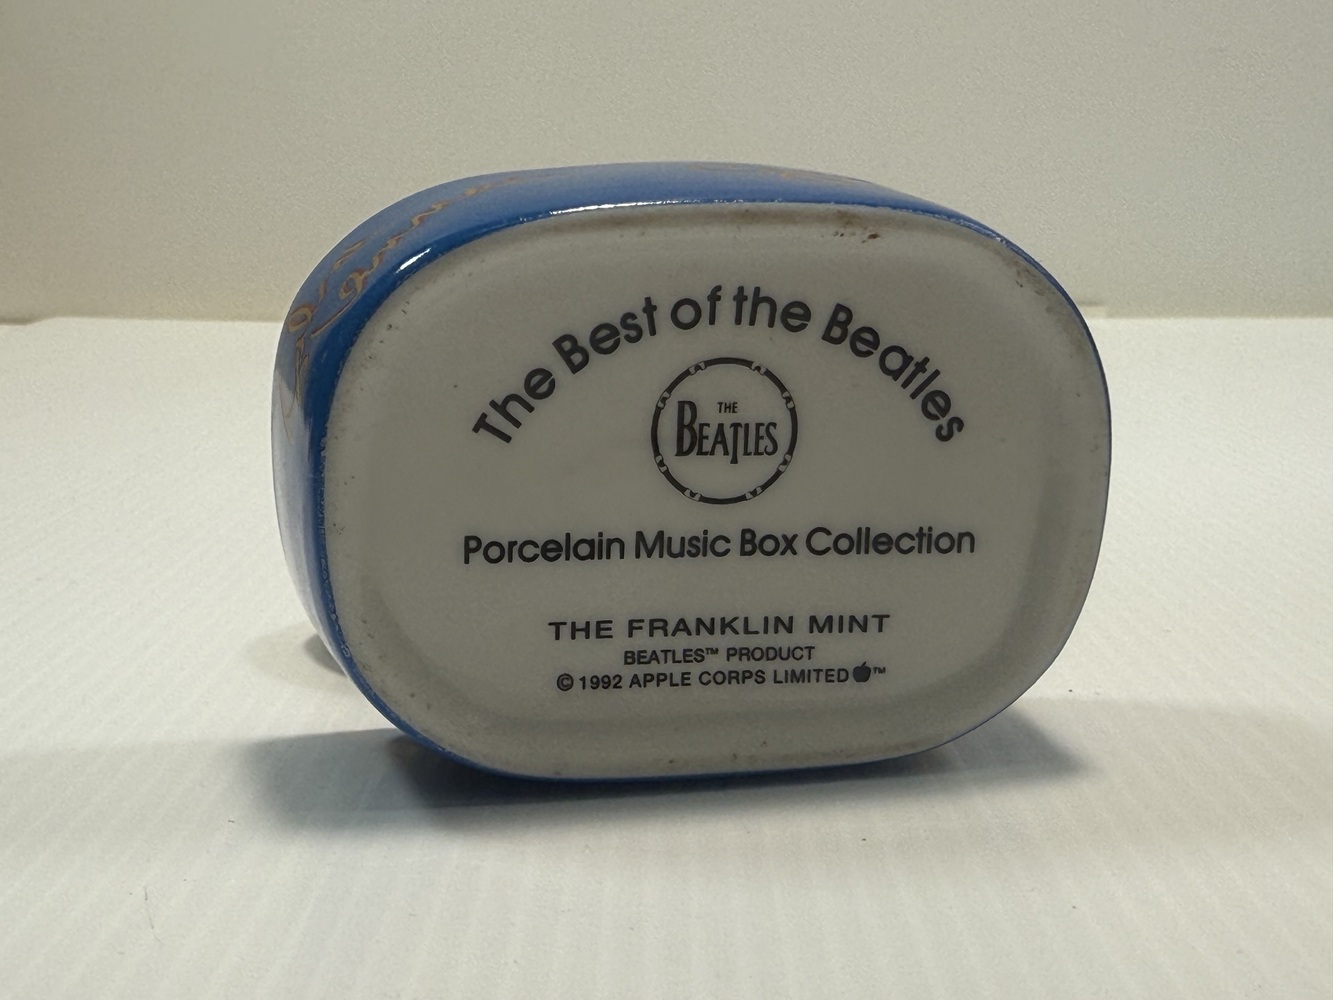 The Best of the Beatles
THE
BEATLES
Porcelain Music Box Collection
THE FRANKLIN MINT
BEATLES™ PRODUCT
© 1992 APPLE CORPS LIMITED ™